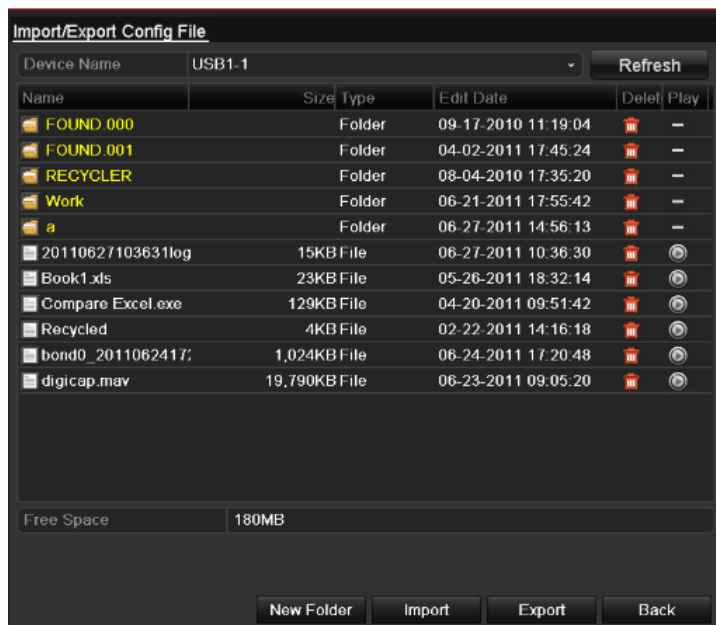 Import/Export Config File
Device Name USB1-1 Refresh
Name Size Type Edit Date Delet Play
FOUND.000 Folder 09-17-2010 11:19:04 –
FOUND.001 Folder 04-02-2011 17:45:24 –
RECYCLER Folder 08-04-2010 17:35:20 –
Work Folder 06-21-2011 17:55:42 –
a Folder 06-27-2011 14:56:13 –
20110627103631log 15KB File 06-27-2011 10:36:30
Book1.xls 23KB File 05-26-2011 18:32:14
Compare Excel.exe 129KB File 04-20-2011 09:51:42
Recycled 4KB File 02-22-2011 14:16:18
bond0_2011062417: 1,024KB File 06-24-2011 17:20:48
digicap.mav 19,790KB File 06-23-2011 09:05:20
Free Space 180MB
New Folder Import Export Back